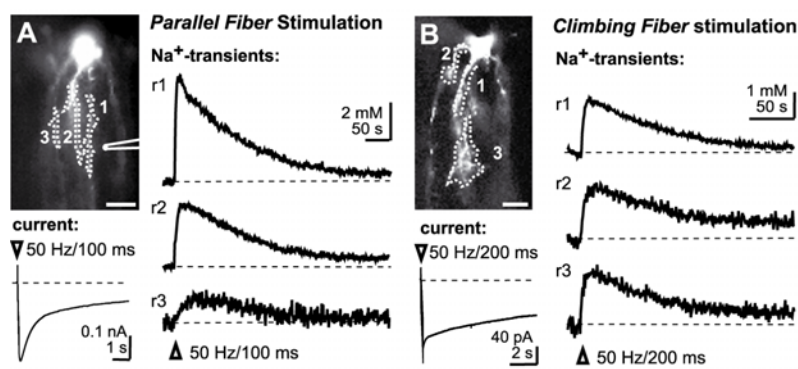 A
Parallel Fiber Stimulation
Na+-transients:
r1
2 mM
50 s
1
2
3
r2
current:
50 Hz/100 ms
r3
0.1 nA
1 s
50 Hz/100 ms
B
Climbing Fiber stimulation
Na+-transients:
2
1
3
r1
1 mM
50 s
r2
current:
50 Hz/200 ms
r3
40 pA
2 s
50 Hz/200 ms